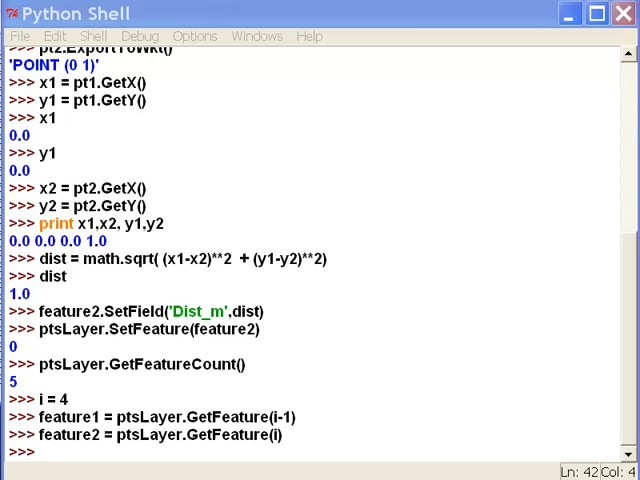 Python Shell
File Edit Shell Debug Options Windows Help
pt2.ExportToWkt()
'POINT (0 1)'
>>> x1 = pt1.GetX()
>>> y1 = pt1.GetY()
>>> x1
0.0
>>> y1
0.0
>>> x2 = pt2.GetX()
>>> y2 = pt2.GetY()
>>> print x1,x2, y1,y2
0.0 0.0 0.0 1.0
>>> dist = math.sqrt( (x1-x2)**2 + (y1-y2)**2)
>>> dist
1.0
>>> feature2.SetField('Dist_m',dist)
>>> ptsLayer.SetFeature(feature2)
0
>>> ptsLayer.GetFeatureCount()
5
>>> i = 4
>>> feature1 = ptsLayer.GetFeature(i-1)
>>> feature2 = ptsLayer.GetFeature(i)
>>>
Ln: 42 Col: 4